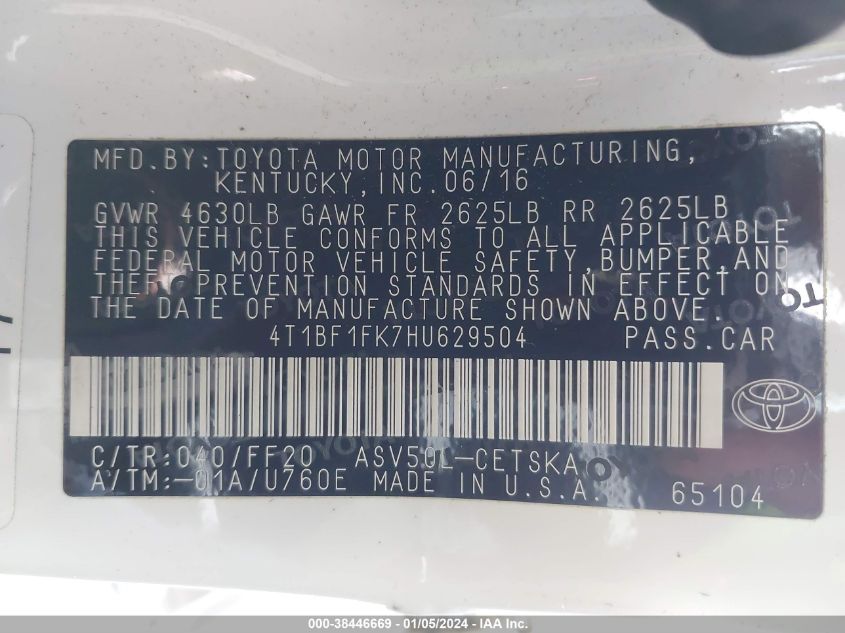 MFD.BY:TOYOTA MOTOR MANUFACTURING,
KENTUCKY,INC.06/16
GVWR 4630LB GAWR FR 2625LB RR 2625LB
THIS VEHICLE CONFORMS TO ALL APPLICABLE
FEDERAL MOTOR VEHICLE SAFETY,BUMPER,AND
THEFT PREVENTION STANDARDS IN EFFECT ON
THE DATE OF MANUFACTURE SHOWN ABOVE.
4T1BF1FK7HU629504 PASS.CAR
C/TR:040/FF20 ASV50L-CETSKA
A/TM:-01A/U760E MADE IN U.S.A. 65104
000-38446669 - 01/05/2024 - IAA Inc.